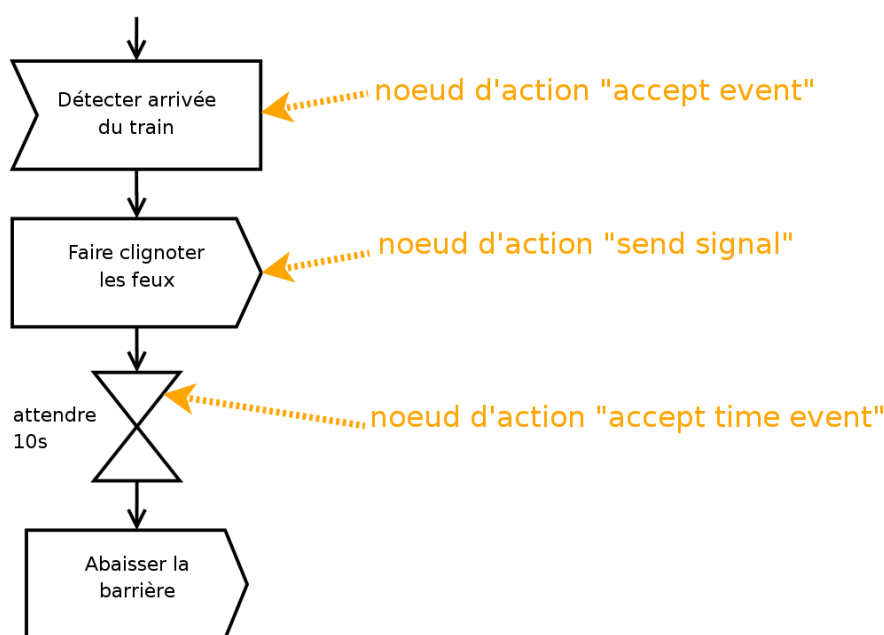 Détecter arrivée
du train
noeud d'action "accept event"
Faire clignoter
les feux
noeud d'action "send signal"
attendre
10s
noeud d'action "accept time event"
Abaisser la
barrière